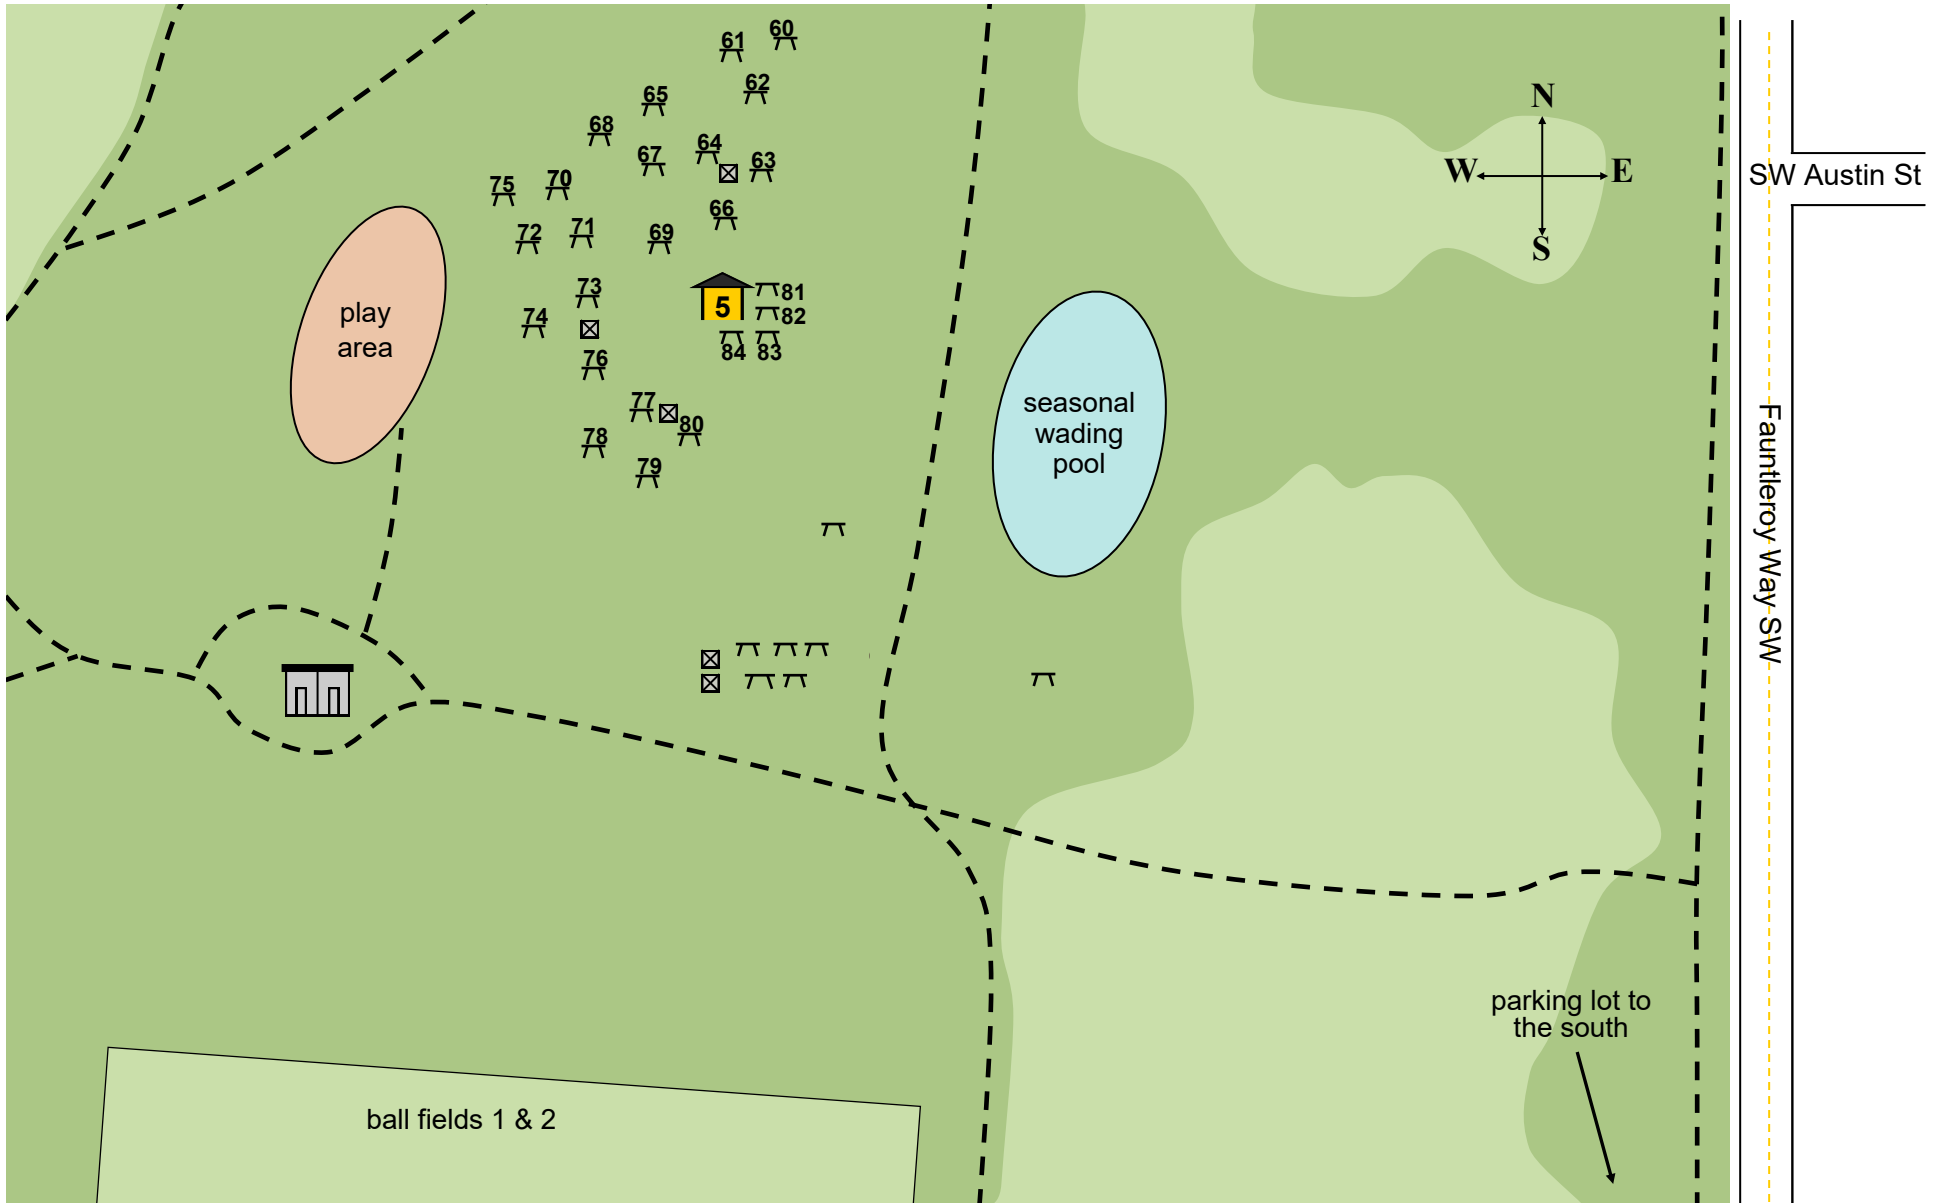 60
61
62
65
68
64
67
63
75
70
66
72
71
69
73
81
5
82
74
84
83
76
77
80
78
79
play
area
seasonal
wading
pool
N
W
E
S
SW Austin St
Fauntleroy Way SW
parking lot to
the south
ball fields 1 & 2